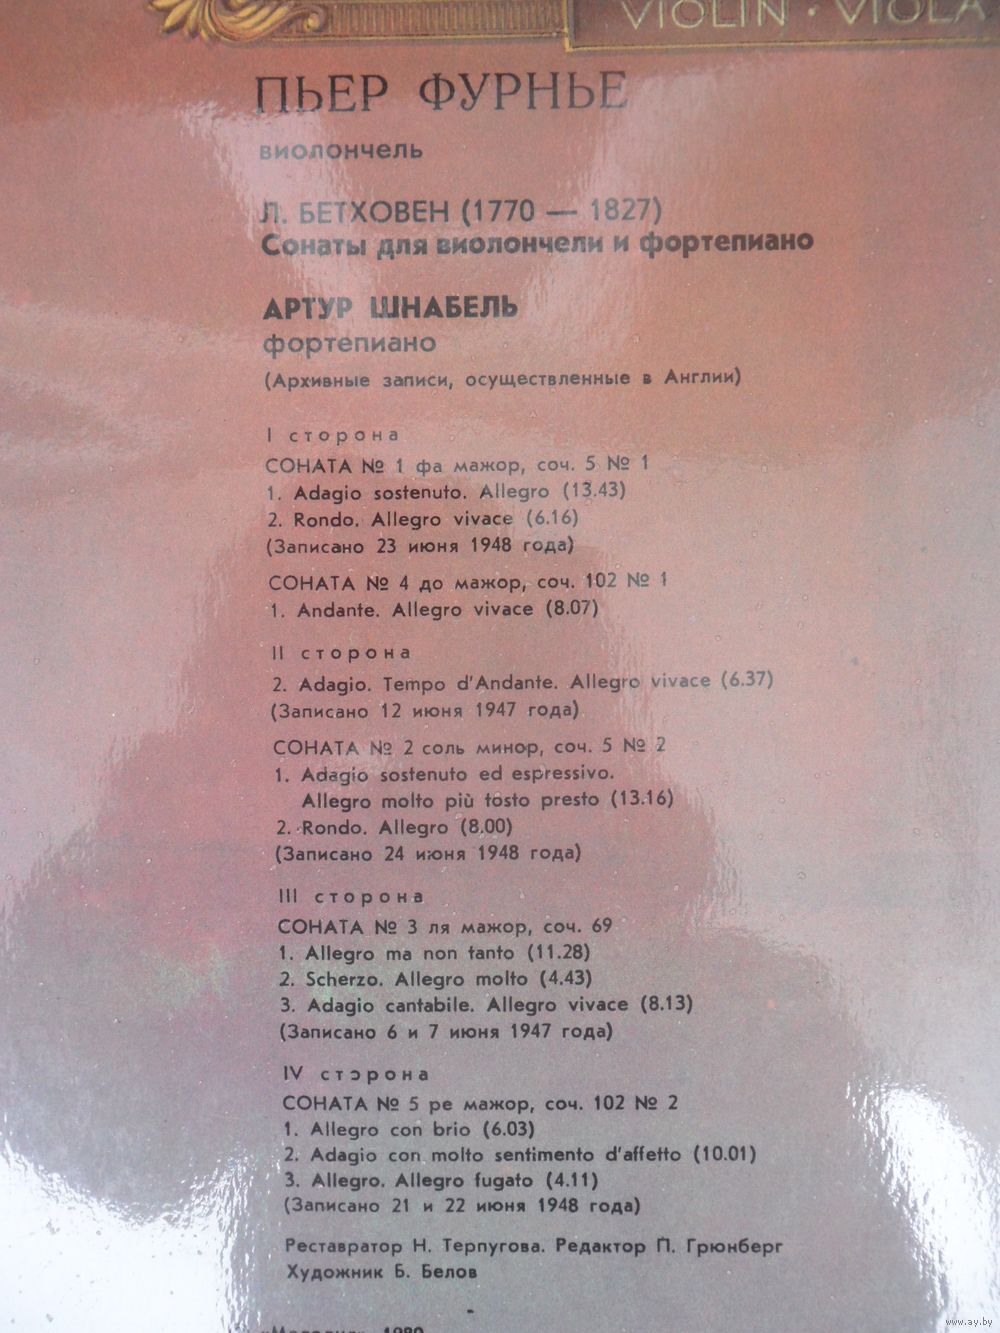 VIOLIN · VIOLA
ПЬЕР ФУРНЬЕ
виолончель
Л. БЕТХОВЕН (1770 — 1827)
Сонаты для виолончели и фортепиано
АРТУР ШНАБЕЛЬ
фортепиано
(Архивные записи, осуществленные в Англии)
I сторона
СОНАТА № 1 фа мажор, соч. 5 № 1
1. Adagio sostenuto. Allegro (13.43)
2. Rondo. Allegro vivace (6.16)
(Записано 23 июня 1948 года)
СОНАТА № 4 до мажор, соч. 102 № 1
1. Andante. Allegro vivace (8.07)
II сторона
2. Adagio. Tempo d'Andante. Allegro vivace (6.37)
(Записано 12 июня 1947 года)
СОНАТА № 2 соль минор, соч. 5 № 2
1. Adagio sostenuto ed espressivo.
Allegro molto più tosto presto (13.16)
2. Rondo. Allegro (8.00)
(Записано 24 июня 1948 года)
III сторона
СОНАТА № 3 ля мажор, соч. 69
1. Allegro ma non tanto (11.28)
2. Scherzo. Allegro molto (4.43)
3. Adagio cantabile. Allegro vivace (8.13)
(Записано 6 и 7 июня 1947 года)
IV сторона
СОНАТА № 5 ре мажор, соч. 102 № 2
1. Allegro con brio (6.03)
2. Adagio con molto sentimento d'affetto (10.01)
3. Allegro. Allegro fugato (4.11)
(Записано 21 и 22 июня 1948 года)
Реставратор Н. Терпугова. Редактор П. Грюнберг
Художник Б. Белов
www.ay.by